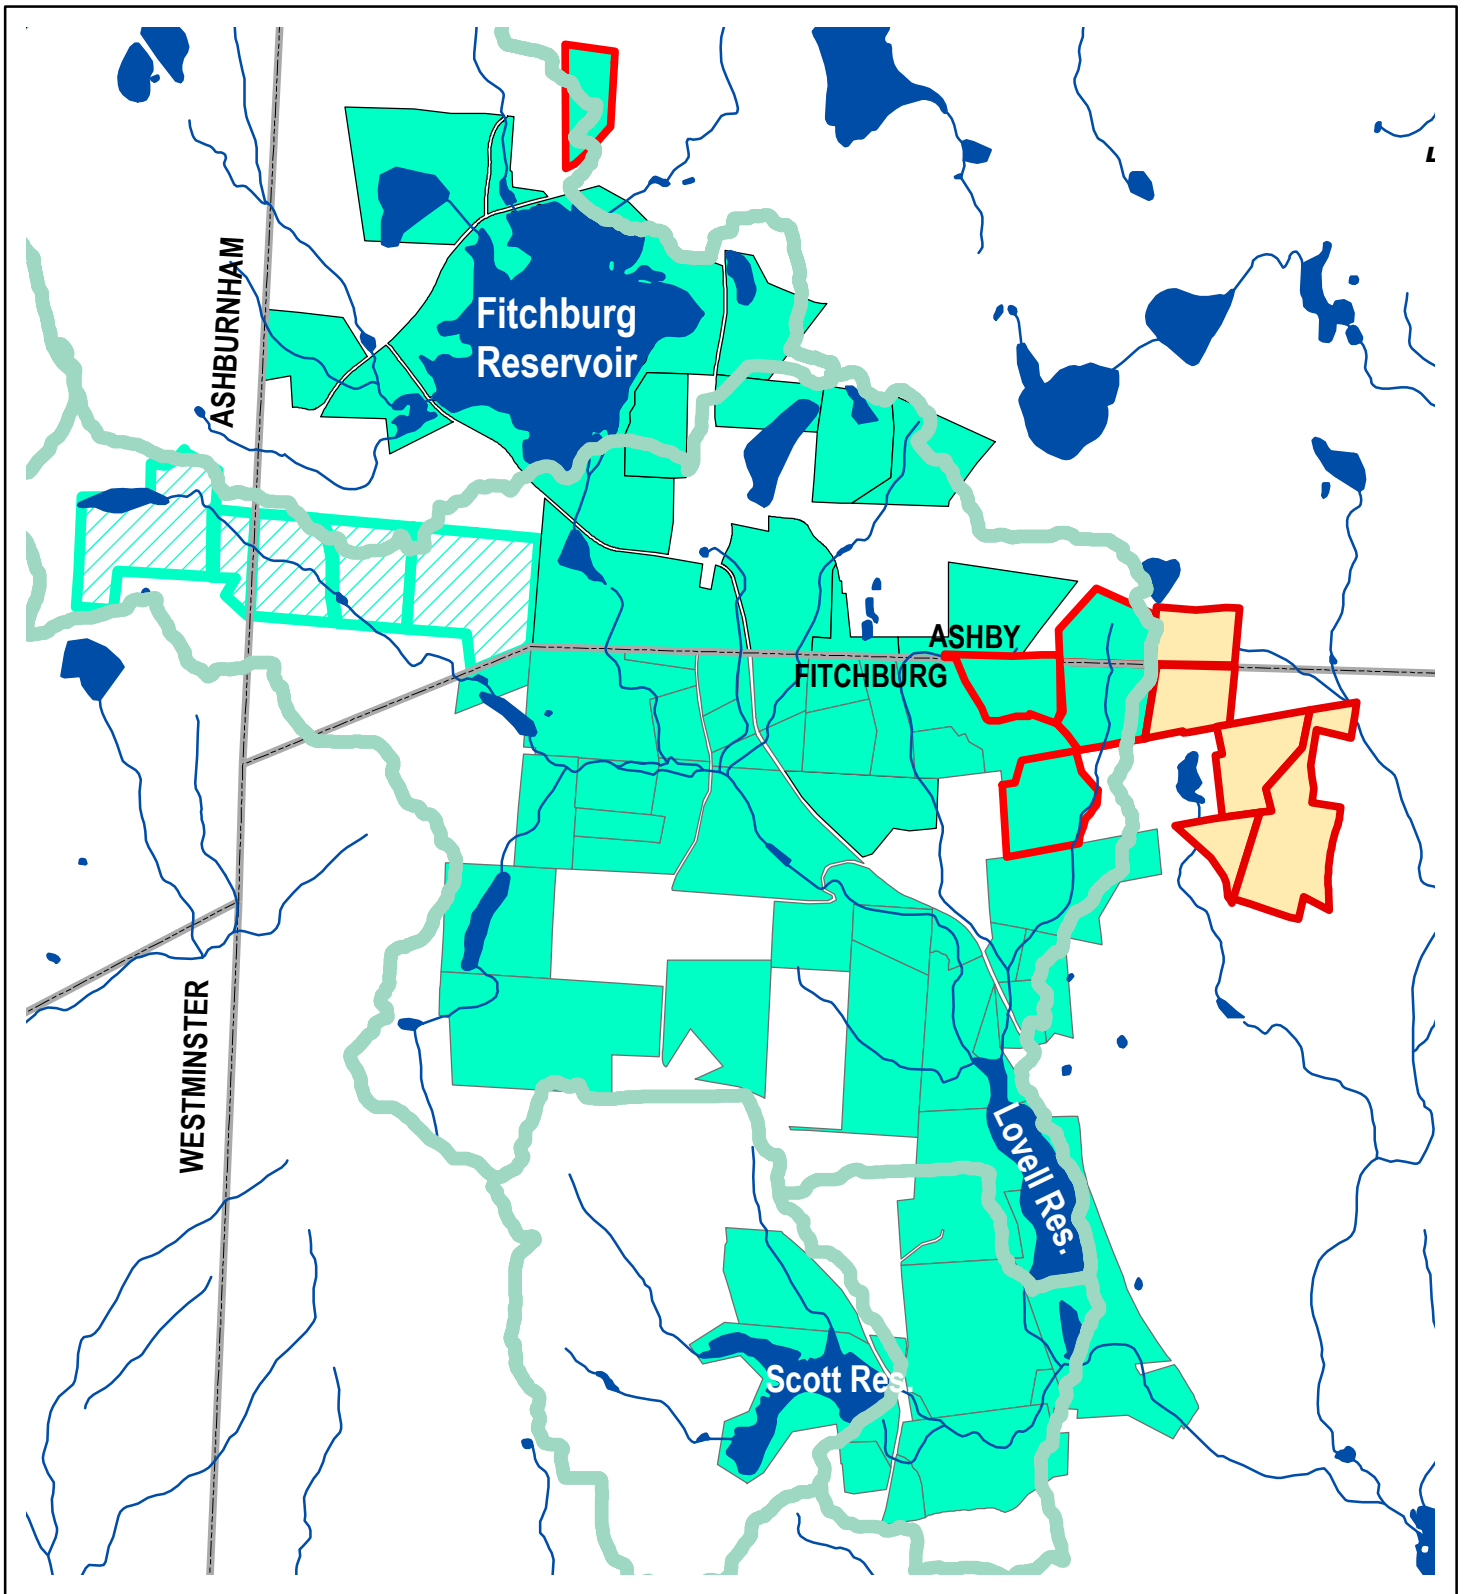 ASHBURNHAM
Fitchburg
Reservoir
ASHBY
FITCHBURG
WESTMINSTER
Lovell Res.
Scott Res.